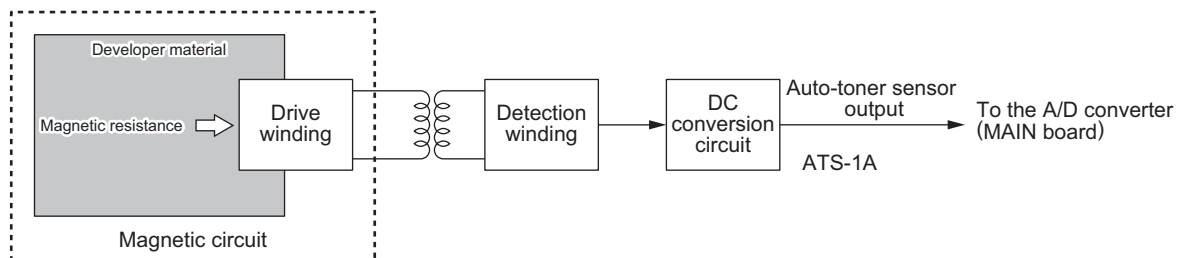 Developer material
Magnetic resistance
Drive
winding
Magnetic circuit
Detection
winding
DC
conversion
circuit
Auto-toner sensor
output
ATS-1A
To the A/D converter
(MAIN board)